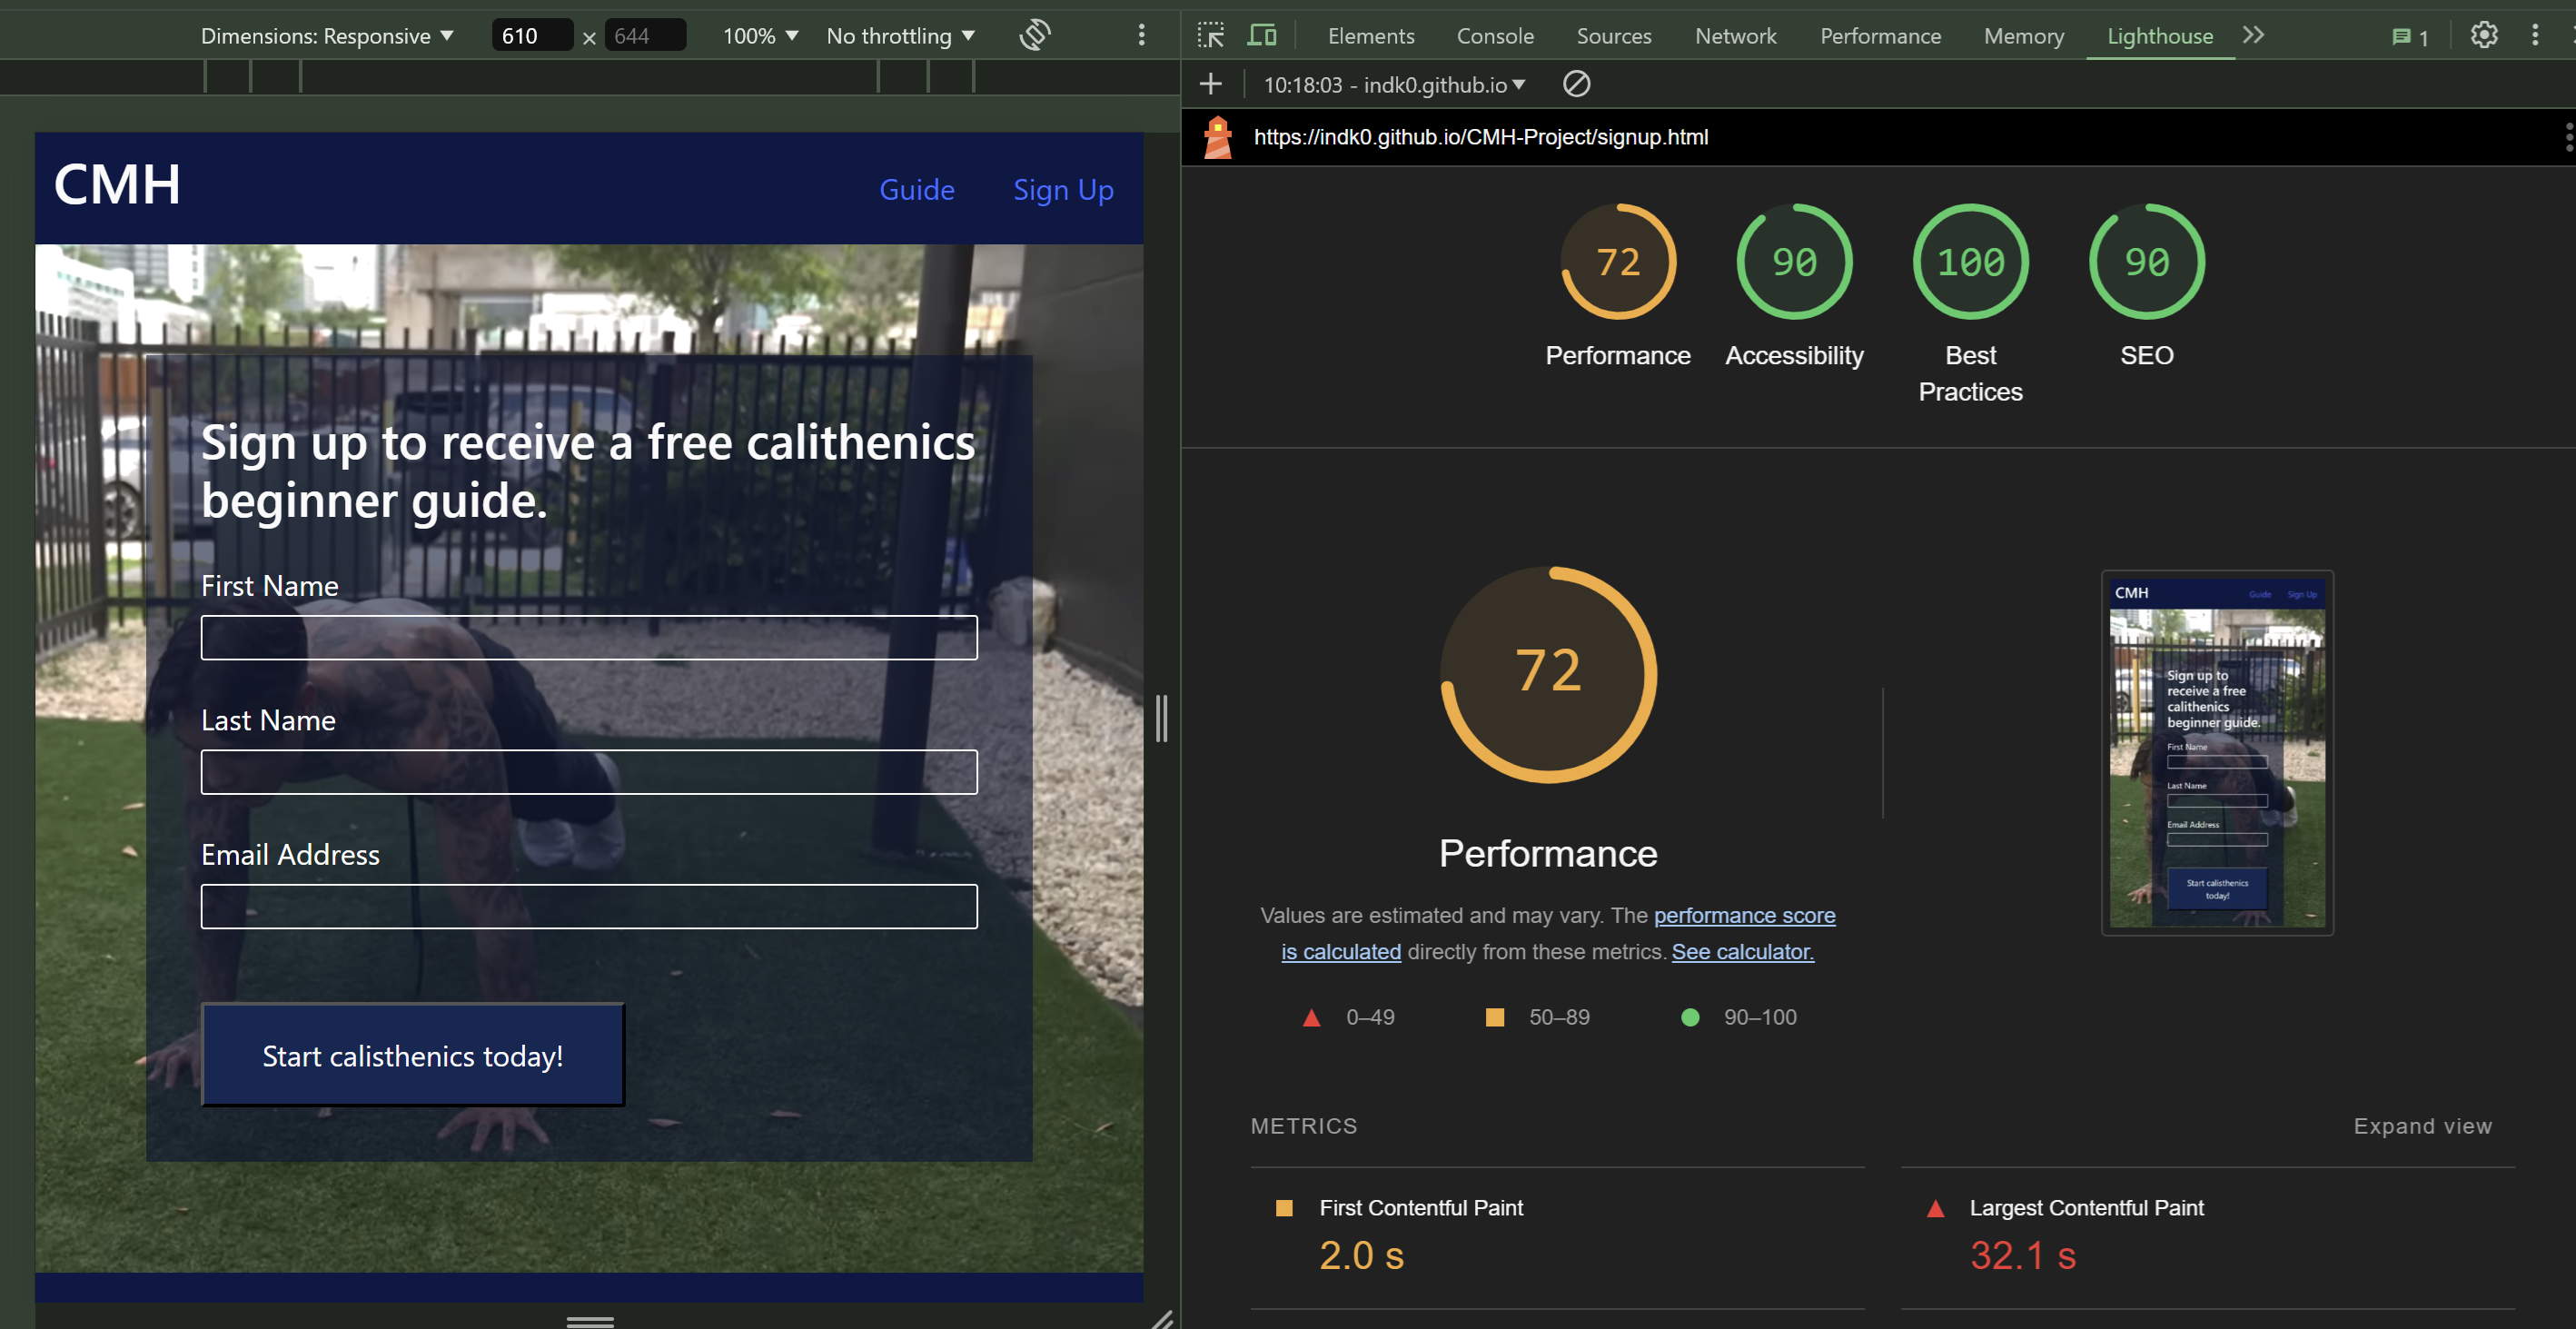 Dimensions: Responsive 610 × 644 100% No throttling
Elements Console Sources Network Performance Memory Lighthouse 1
10:18:03 - indk0.github.io
https://indk0.github.io/CMH-Project/signup.html
CMH Guide Sign Up
Sign up to receive a free calithenics
beginner guide.
First Name
Last Name
Email Address
Start calisthenics today!
72 90 100 90
Performance Accessibility Best SEO
Practices
72
Performance
Values are estimated and may vary. The performance score
is calculated directly from these metrics. See calculator.
0–49 50–89 90–100
CMH Guide Sign Up
Sign up to
receive a free
calithenics
beginner guide.
First Name
Last Name
Email Address
Start calisthenics
today!
METRICS Expand view
First Contentful Paint
2.0 s
Largest Contentful Paint
32.1 s